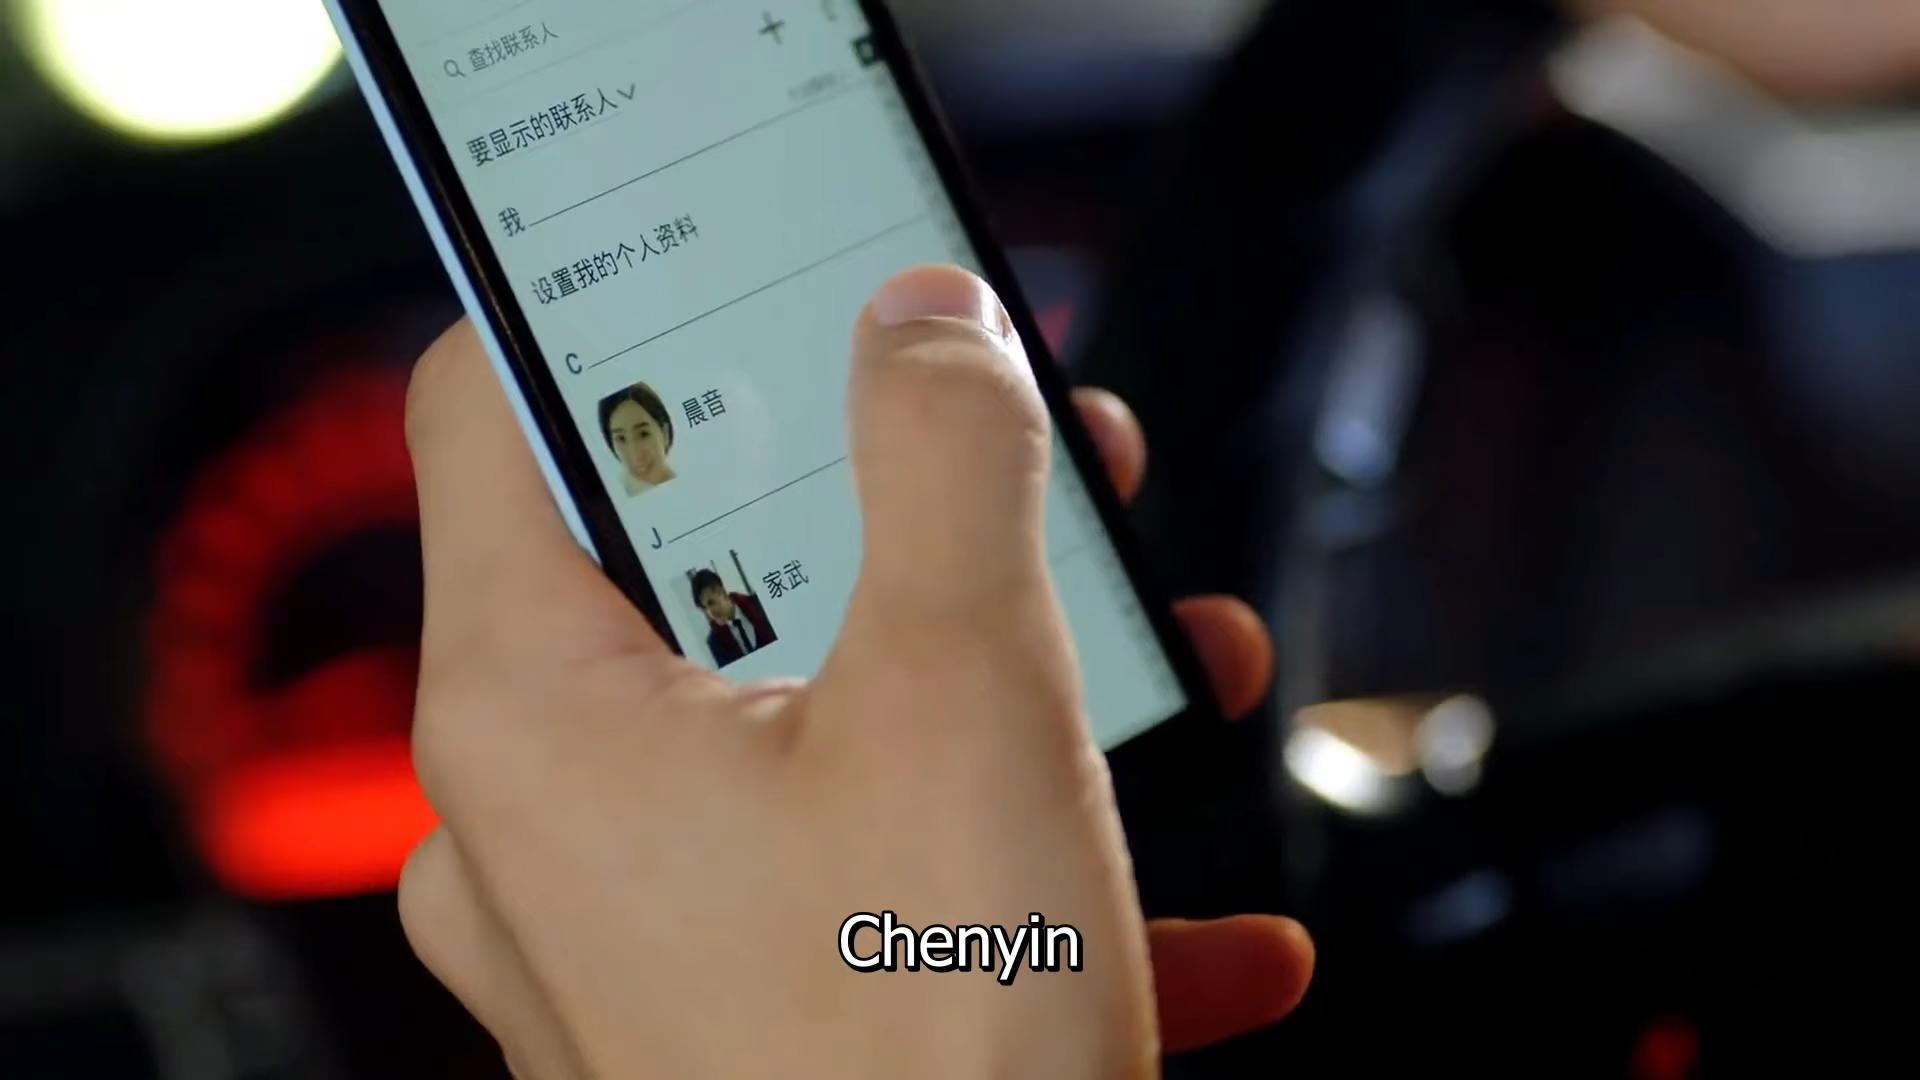 查找联系人
要显示的联系人
我
设置我的个人资料
C
晨音
J
家武
Chenyin